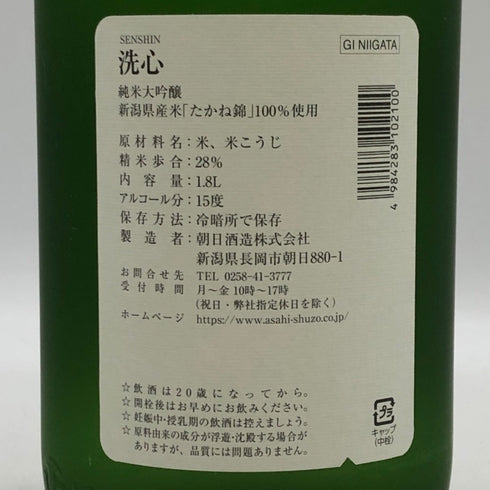 SENSHIN
洗心
GI NIIGATA
純米大吟醸
新潟県産米「たかね錦」100%使用
原材料名：米、米こうじ
精米歩合：28%
内容量：1.8L
アルコール分：15度
保存方法：冷暗所で保存
製造者：朝日酒造株式会社
新潟県長岡市朝日880-1
お問合せ先 TEL 0258-41-3777
受付時間 月～金 10時～17時
（祝日・弊社指定休日を除く）
ホームページ https://www.asahi-shuzo.co.jp/
4 984283 102100
☆飲酒は20歳になってから。
☆開栓後はお早めにお飲みください。
☆妊娠中・授乳期の飲酒は控えましょう。
☆原料由来の成分が浮遊・沈殿する場合が
ありますが、品質には問題ありません。
プラ
キャップ
（中栓）